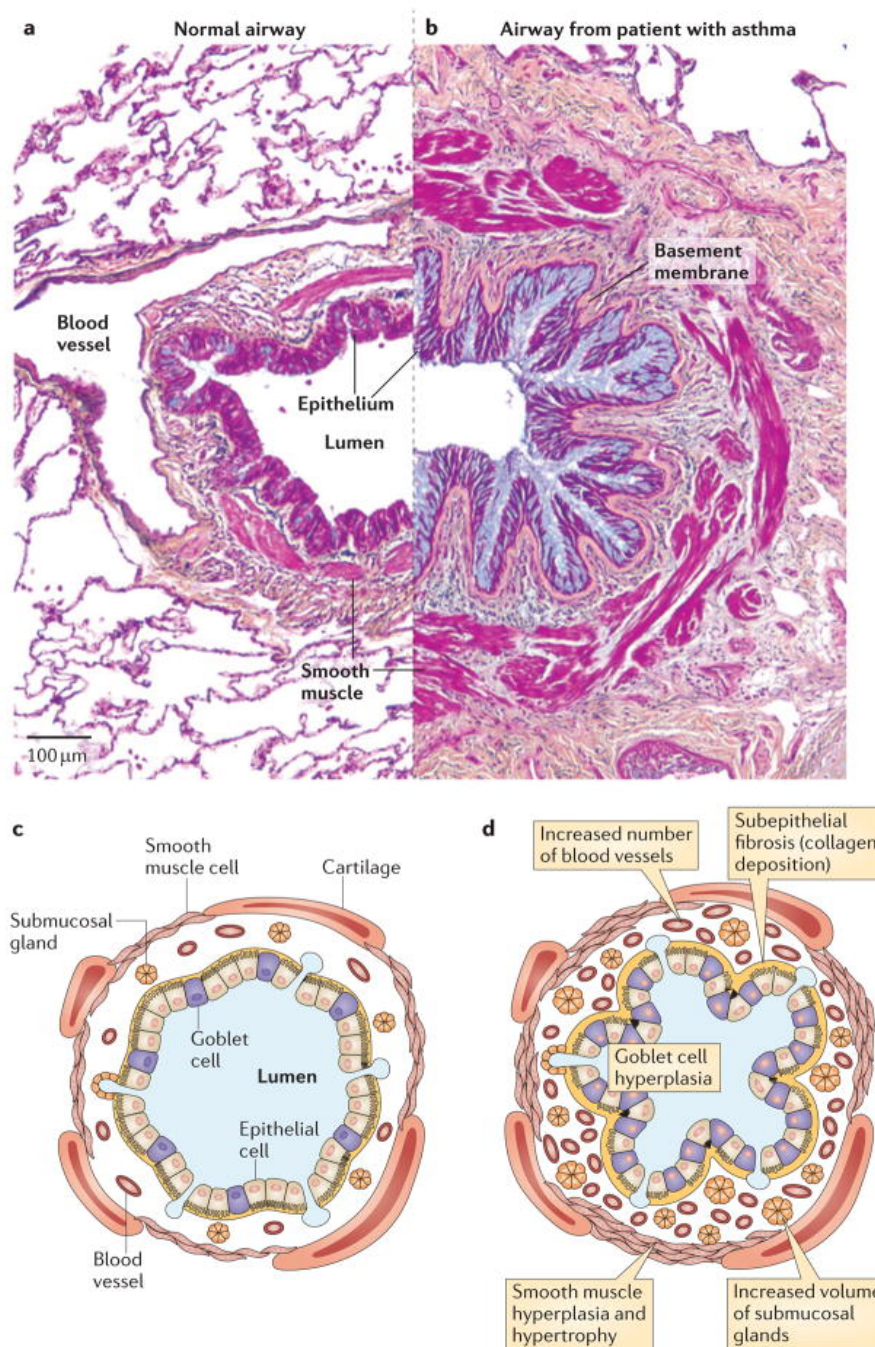 a
Normal airway
b
Airway from patient with asthma
Basement
membrane
Blood
vessel
Epithelium
Lumen
Smooth
muscle
100 μm
c
Smooth
muscle cell
Cartilage
Submucosal
gland
Goblet
cell
Lumen
Epithelial
cell
Blood
vessel
d
Increased number
of blood vessels
Subepithelial
fibrosis (collagen
deposition)
Goblet cell
hyperplasia
Smooth muscle
hyperplasia and
hypertrophy
Increased volume
of submucosal
glands